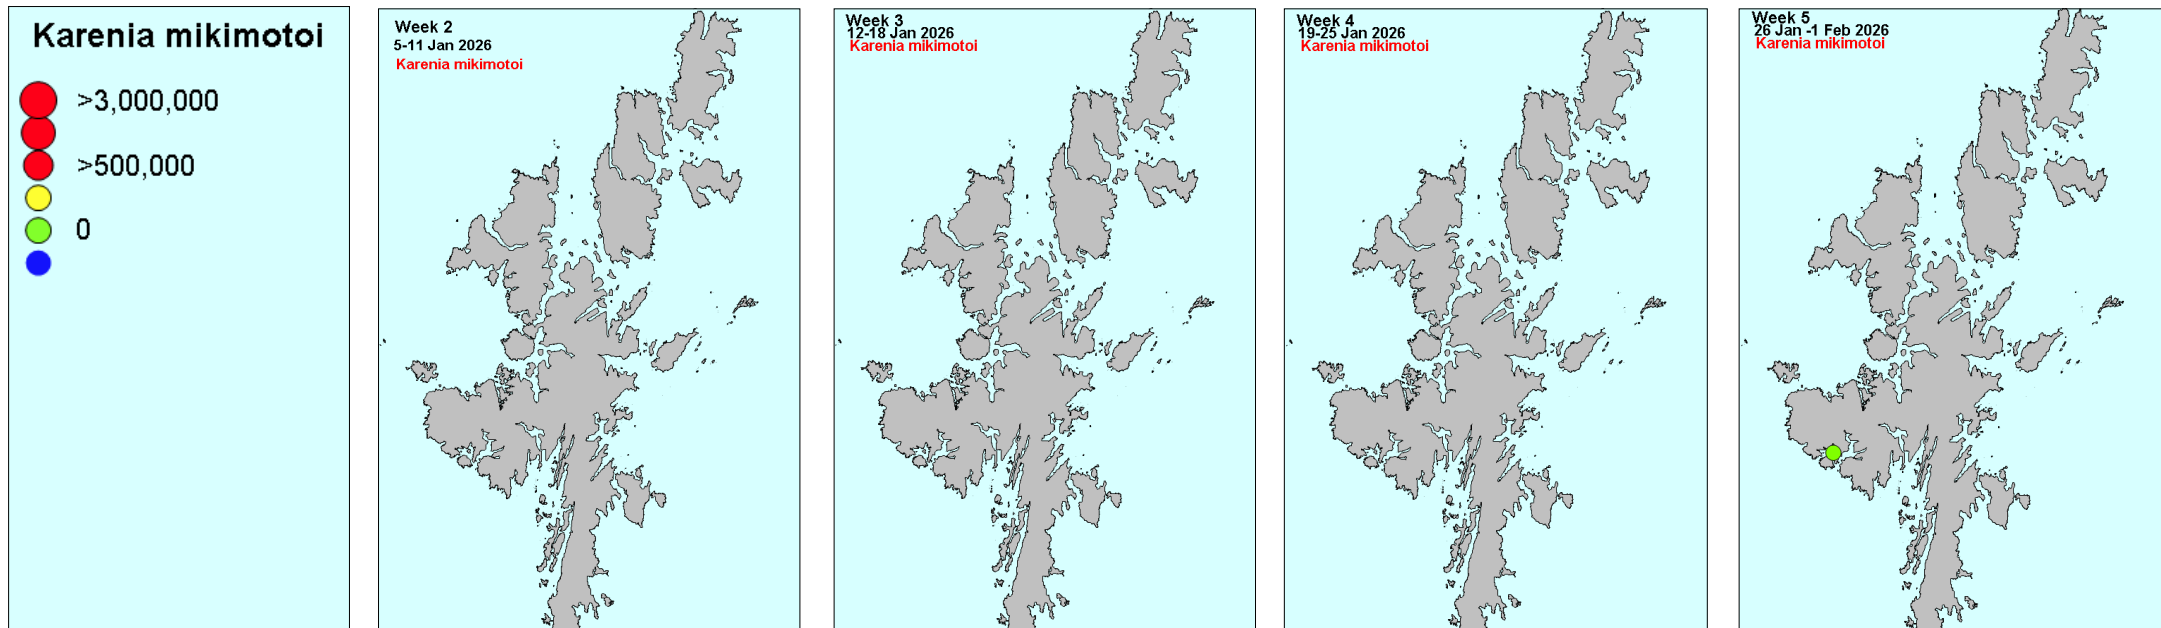 Karenia mikimotoi
>3,000,000
>500,000
0
Week 2
5-11 Jan 2026
Karenia mikimotoi
Week 3
12-18 Jan 2026
Karenia mikimotoi
Week 4
19-25 Jan 2026
Karenia mikimotoi
Week 5
26 Jan -1 Feb 2026
Karenia mikimotoi